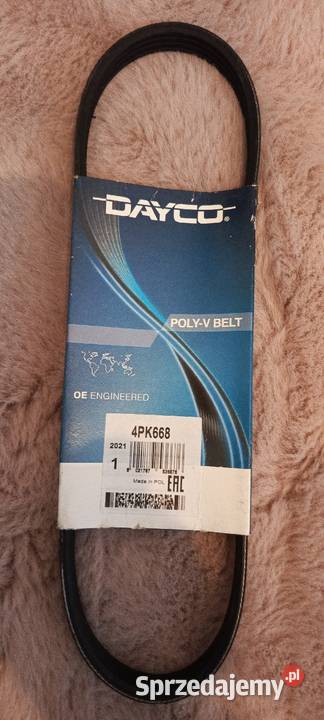 DAYCO®
POLY-V BELT
OE ENGINEERED
4PK668
2021
1
Made in POL
EAC
Sprzedajemy.pl